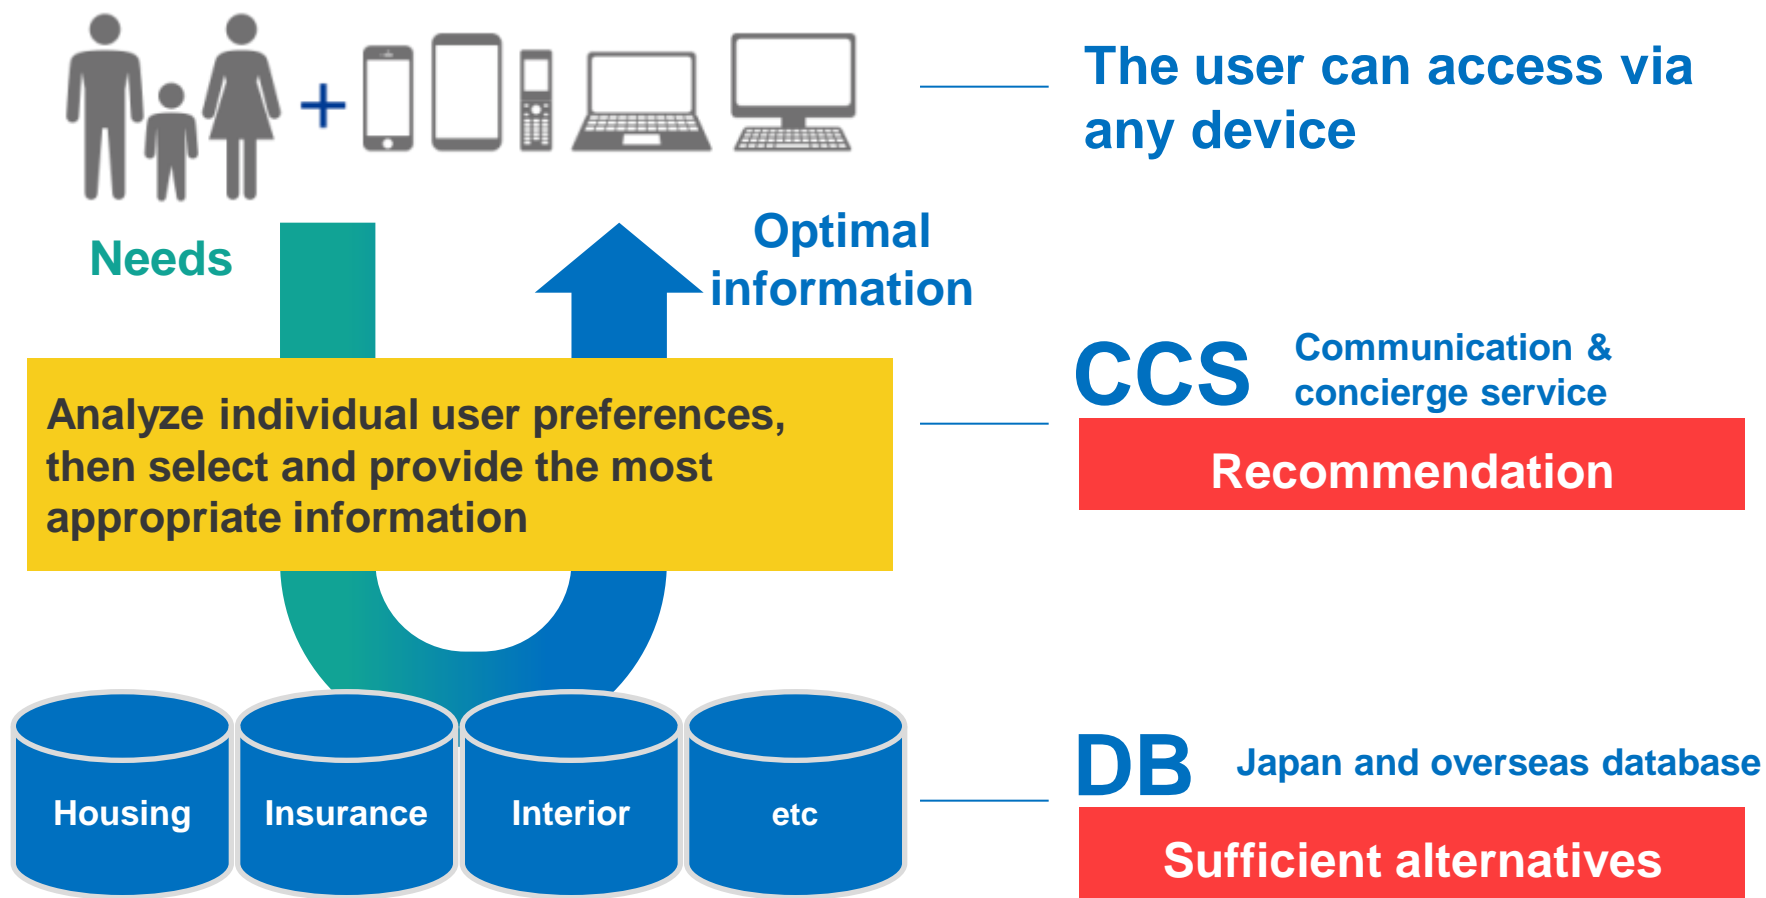 The user can access via
any device
Needs
Optimal
information
Analyze individual user preferences,
then select and provide the most
appropriate information
CCS
Communication &
concierge service
Recommendation
Housing
Insurance
Interior
etc
DB
Japan and overseas database
Sufficient alternatives